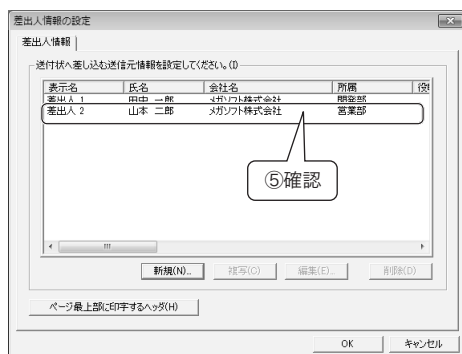 差出人情報の設定
差出人情報
送付状へ差し込む送信元情報を設定してください。(I)
表示名 氏名 会社名 所属 役
差出人 1 田中 一郎 メガソフト株式会社 開発部
差出人 2 山本 二郎 メガソフト株式会社 営業部
⑤確認
新規(N)... 複写(C) 編集(E)... 削除(D)
ページ最上部に印字するヘッダ(H)
OK キャンセル